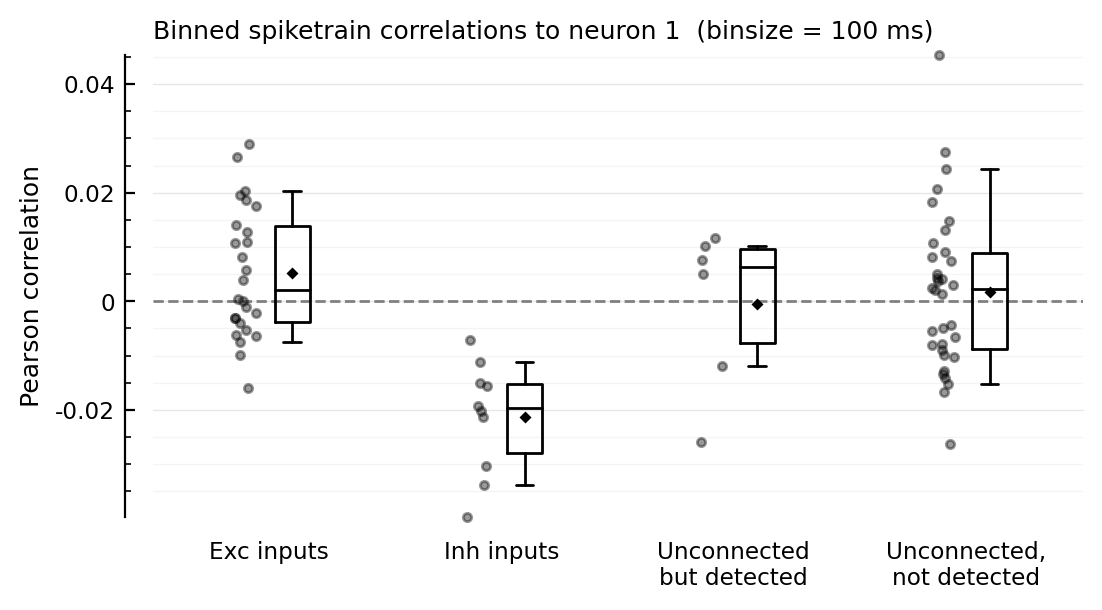 Binned spiketrain correlations to neuron 1 (binsize = 100 ms)
Pearson correlation
0.04
0.02
0
-0.02
Exc inputs
Inh inputs
Unconnected
but detected
Unconnected,
not detected